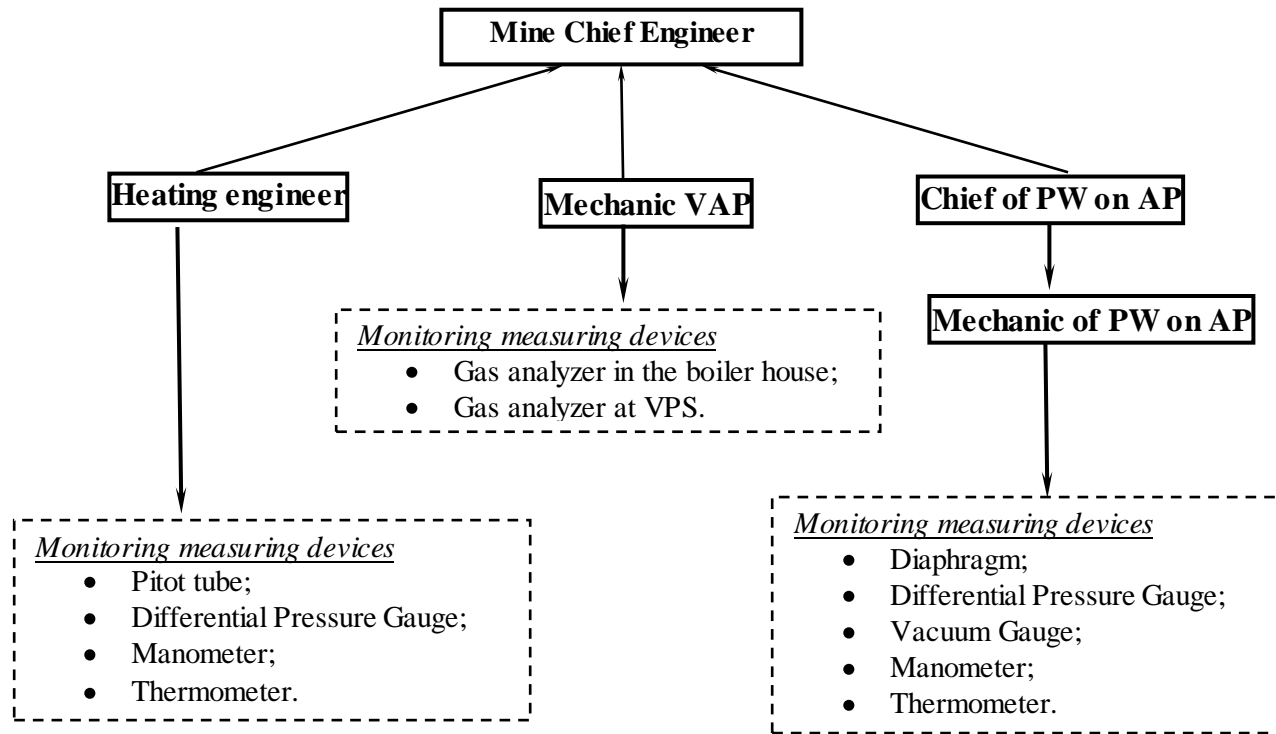 Mine Chief Engineer
Heating engineer
Mechanic VAP
Chief of PW on AP
Mechanic of PW on AP
Monitoring measuring devices
• Gas analyzer in the boiler house;
• Gas analyzer at VPS.
Monitoring measuring devices
• Pitot tube;
• Differential Pressure Gauge;
• Manometer;
• Thermometer.
Monitoring measuring devices
• Diaphragm;
• Differential Pressure Gauge;
• Vacuum Gauge;
• Manometer;
• Thermometer.